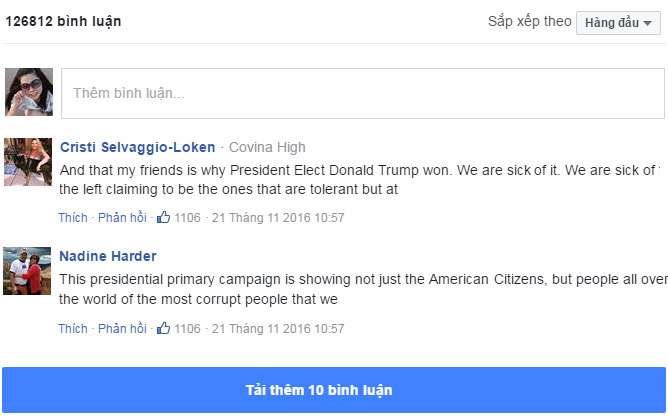 126812 bình luận Sắp xếp theo Hàng đầu
Thêm bình luận...
Cristi Selvaggio-Loken · Covina High
And that my friends is why President Elect Donald Trump won. We are sick of it. We are sick of
the left claiming to be the ones that are tolerant but at
Thích · Phản hồi · 1106 · 21 Tháng 11 2016 10:57
Nadine Harder
This presidential primary campaign is showing not just the American Citizens, but people all over
the world of the most corrupt people that we
Thích · Phản hồi · 1106 · 21 Tháng 11 2016 10:57
Tải thêm 10 bình luận